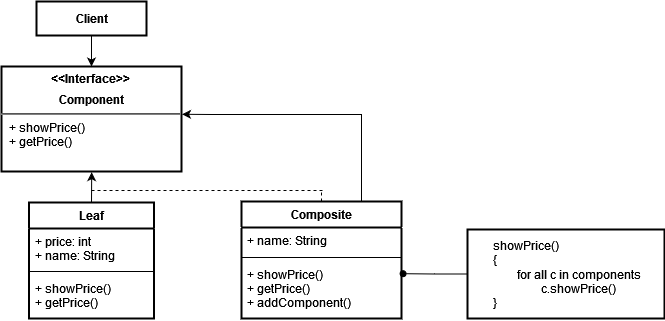 Client
<<Interface>>
Component
+ showPrice()
+ getPrice()
Leaf
+ price: int
+ name: String
+ showPrice()
+ getPrice()
Composite
+ name: String
+ showPrice()
+ getPrice()
+ addComponent()
showPrice()
{
for all c in components
c.showPrice()
}